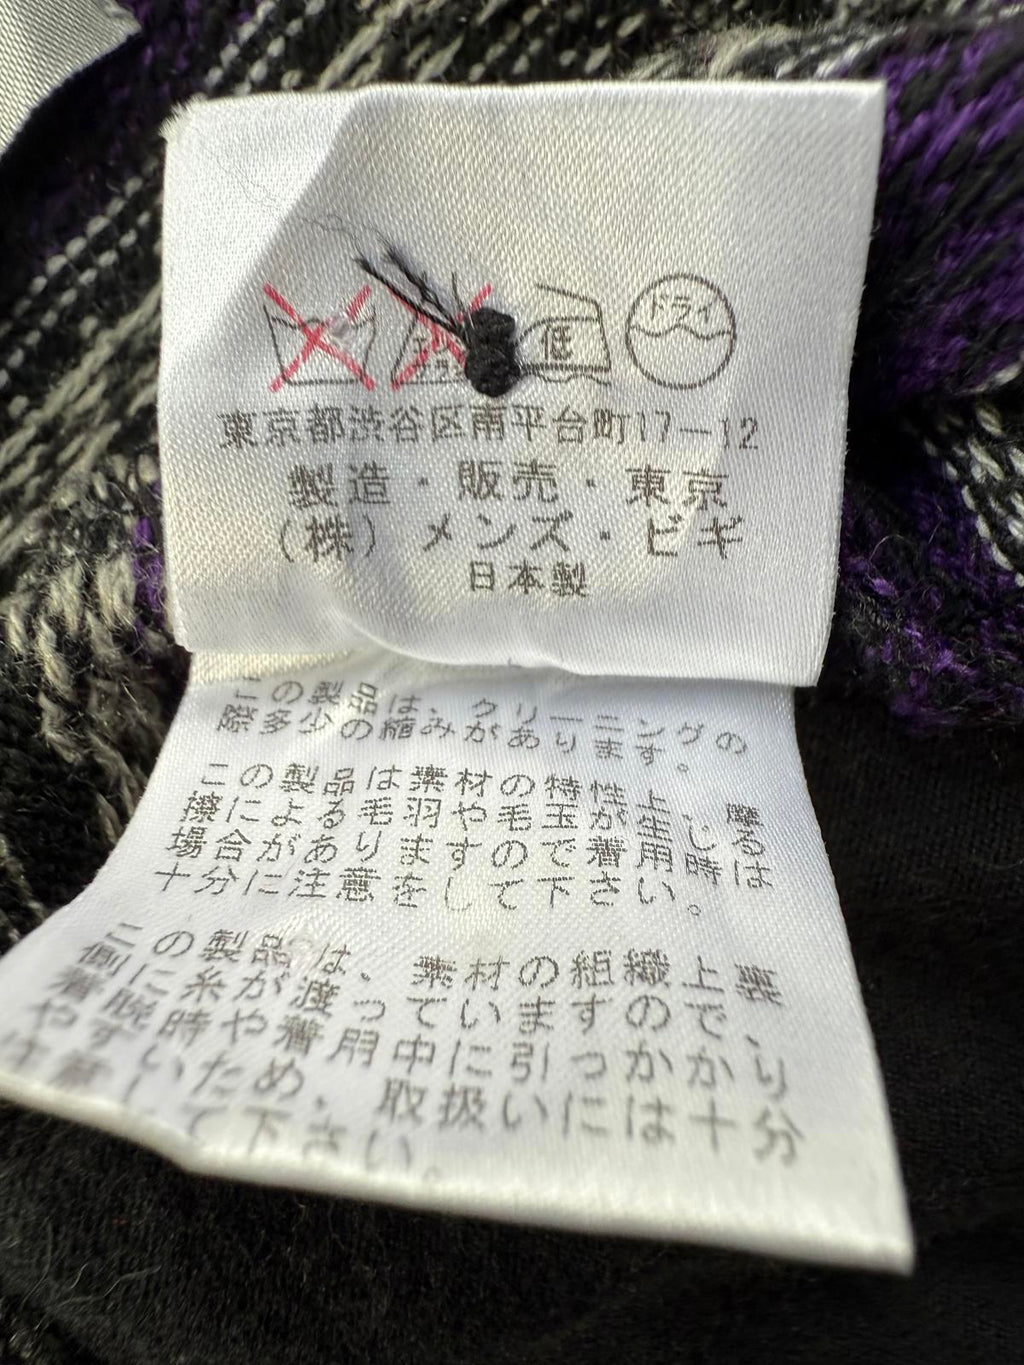 低
ドライ
東京都渋谷区南平台町17-12
製造・販売・東京
(株)メンズ・ビギ
日本製
この製品は、クリーニングの
際多少の縮みがあります。
この製品は素材の特性上、摩
擦による毛羽や毛玉が生じる
場合がありますので着用時は
十分に注意をして下さい。
この製品は、素材の組織上、裏
側に糸が渡っていますので、
着脱時や着用中に引っかかり
やすいため、取扱いには十分
注意して下さい。